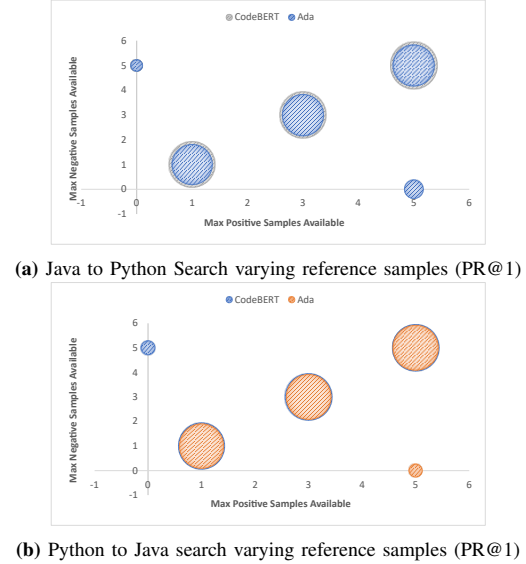 CodeBERT Ada
6
5
4
3
2
1
0
-1
-1 0 1 2 3 4 5 6
Max Negative Samples Available
Max Positive Samples Available
(a) Java to Python Search varying reference samples (PR@1)
CodeBERT Ada
6
5
4
3
2
1
0
-1
-1 0 1 2 3 4 5 6
Max Negative Samples Available
Max Positive Samples Available
(b) Python to Java search varying reference samples (PR@1)